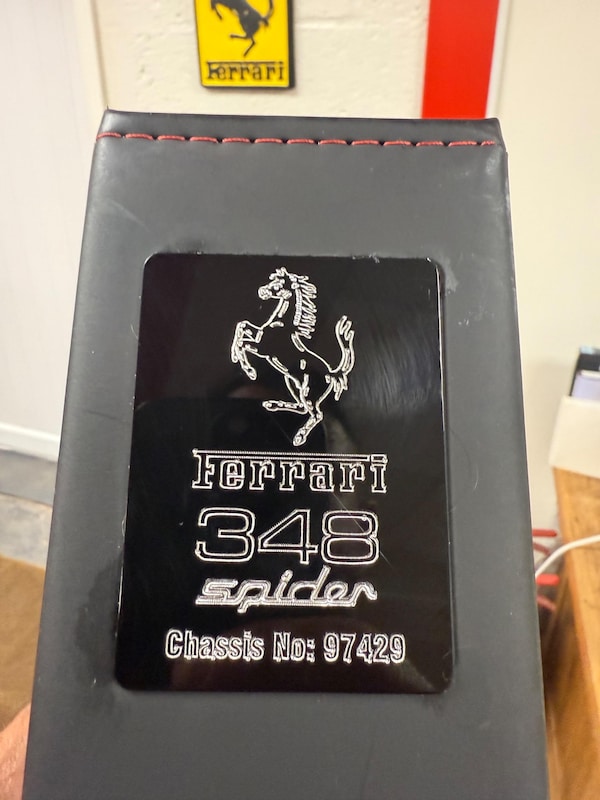 Ferrari
Ferrari
348
spider
Chassis No: 97429